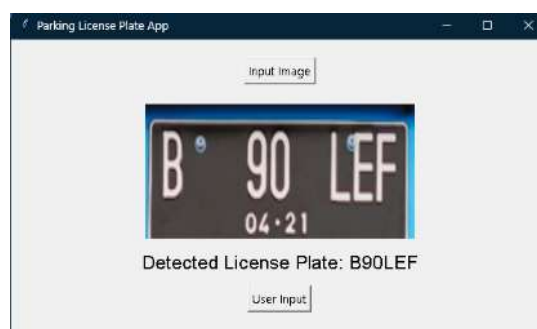 Parking License Plate App
Input Image
B 90 LEF
04·21
Detected License Plate: B90LEF
User Input